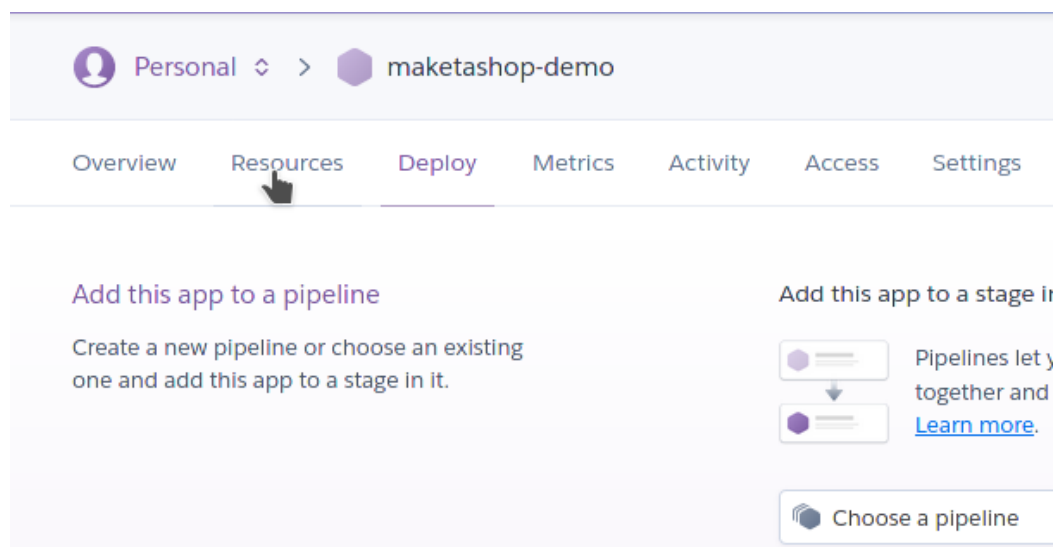 Personal > maketashop-demo
Overview Resources Deploy Metrics Activity Access Settings
Add this app to a pipeline
Create a new pipeline or choose an existing
one and add this app to a stage in it.
Add this app to a stage
Pipelines let
together and
Learn more.
Choose a pipeline